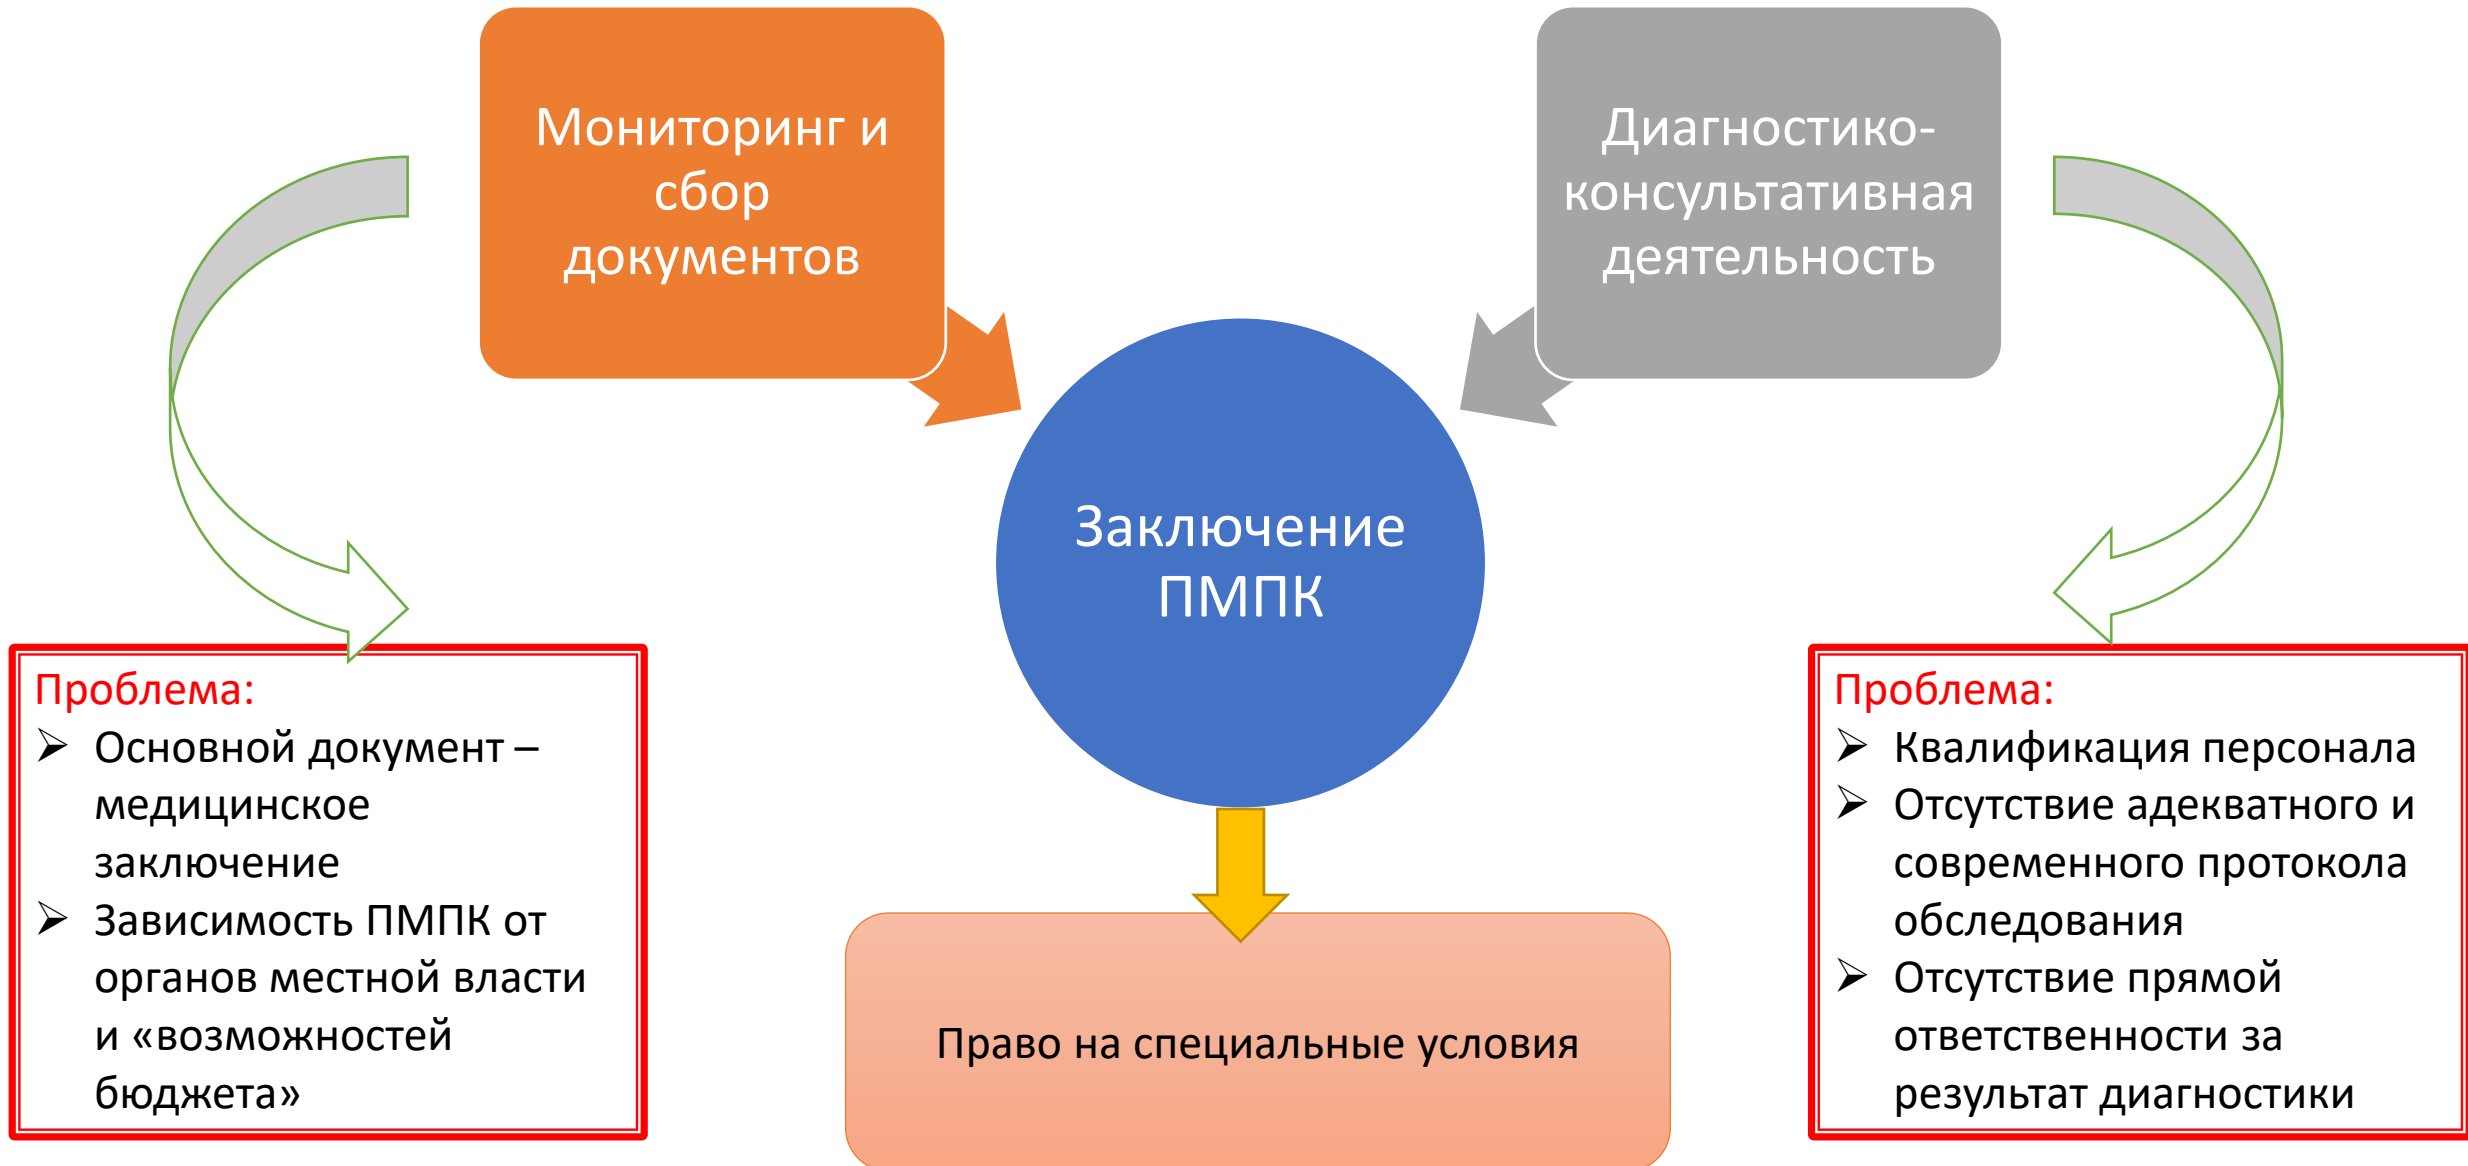 Мониторинг и
сбор
документов
Диагностико-
консультативная
деятельность
Заключение
ПМПК
Проблема:
➢ Основной документ –
медицинское
заключение
➢ Зависимость ПМПК от
органов местной власти
и «возможностей
бюджета»
Проблема:
➢ Квалификация персонала
➢ Отсутствие адекватного и
современного протокола
обследования
➢ Отсутствие прямой
ответственности за
результат диагностики
Право на специальные условия